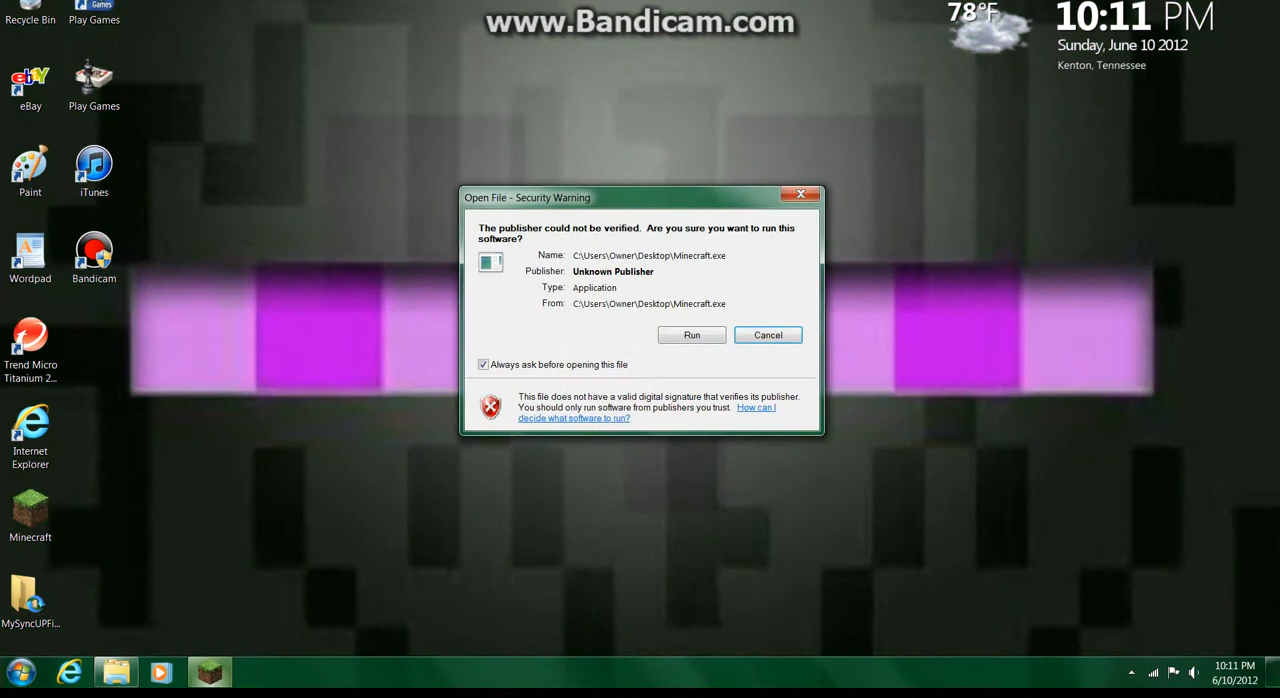 www.Bandicam.com
78°F
10:11 PM
Sunday, June 10 2012
Kenton, Tennessee
Recycle Bin
Games
Play Games
ebY
eBay
Play Games
Paint
iTunes
Wordpad
Bandicam
Trend Micro
Titanium 2...
Internet
Explorer
Minecraft
MySyncUPFi...
Open File - Security Warning
The publisher could not be verified. Are you sure you want to run this
software?
Name: C:\Users\Owner\Desktop\Minecraft.exe
Publisher: Unknown Publisher
Type: Application
From: C:\Users\Owner\Desktop\Minecraft.exe
Run
Cancel
Always ask before opening this file
This file does not have a valid digital signature that verifies its publisher.
You should only run software from publishers you trust. How can I
decide what software to run?
10:11 PM
6/10/2012